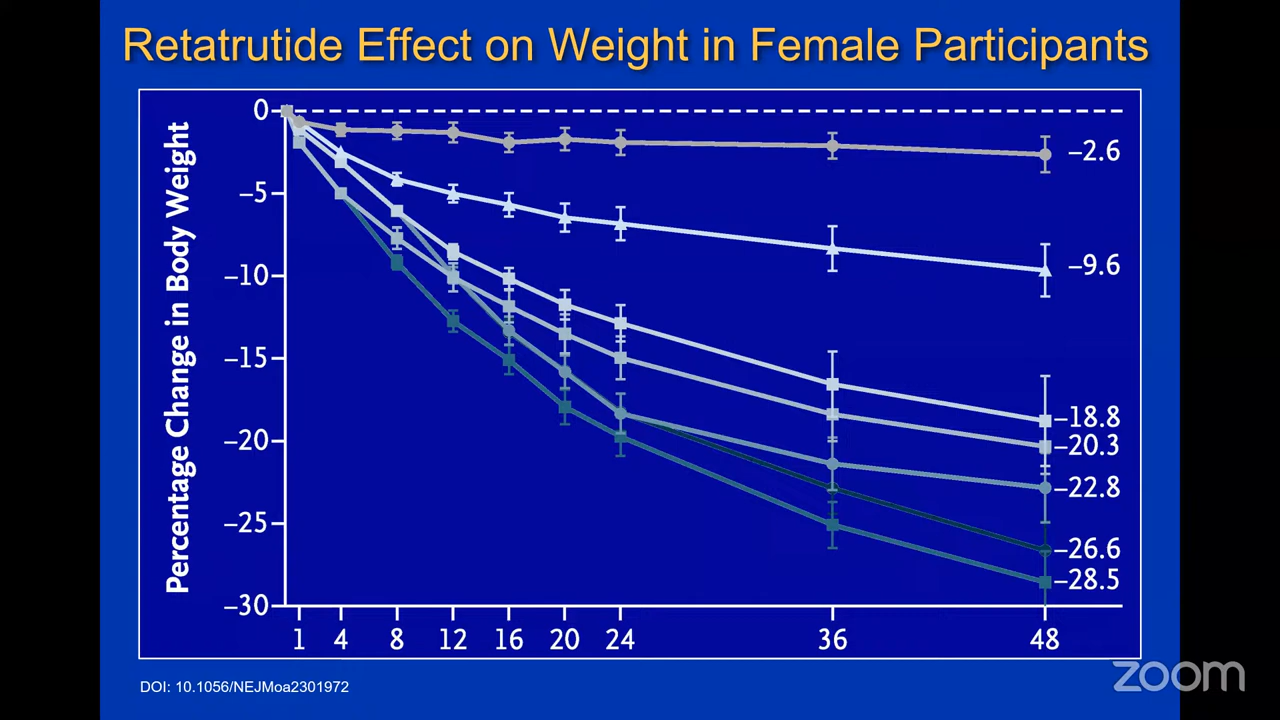 Retatrutide Effect on Weight in Female Participants
Percentage Change in Body Weight
0
–5
–10
–15
–20
–25
–30
–2.6
–9.6
–18.8
–20.3
–22.8
–26.6
–28.5
1 4 8 12 16 20 24 36 48
DOI: 10.1056/NEJMoa2301972
zoom